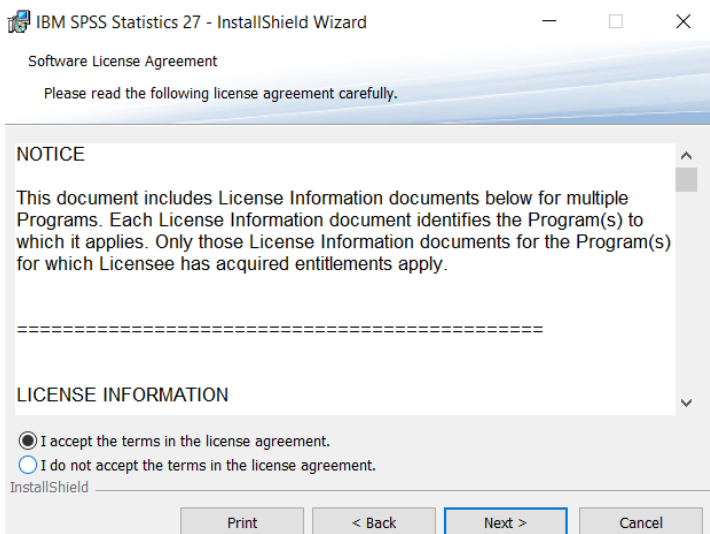 IBM SPSS Statistics 27 - InstallShield Wizard
Software License Agreement
Please read the following license agreement carefully.
NOTICE
This document includes License Information documents below for multiple
Programs. Each License Information document identifies the Program(s) to
which it applies. Only those License Information documents for the Program(s)
for which Licensee has acquired entitlements apply.
==============================================
LICENSE INFORMATION
I accept the terms in the license agreement.
I do not accept the terms in the license agreement.
InstallShield
Print < Back Next > Cancel